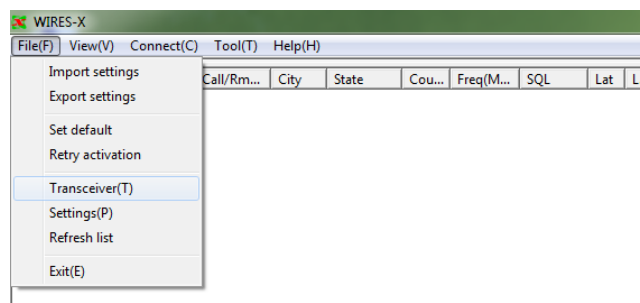 WIRES-X
File(F) View(V) Connect(C) Tool(T) Help(H)
Call/Rm... City State Cou... Freq(M... SQL Lat L
Import settings
Export settings
Set default
Retry activation
Transceiver(T)
Settings(P)
Refresh list
Exit(E)